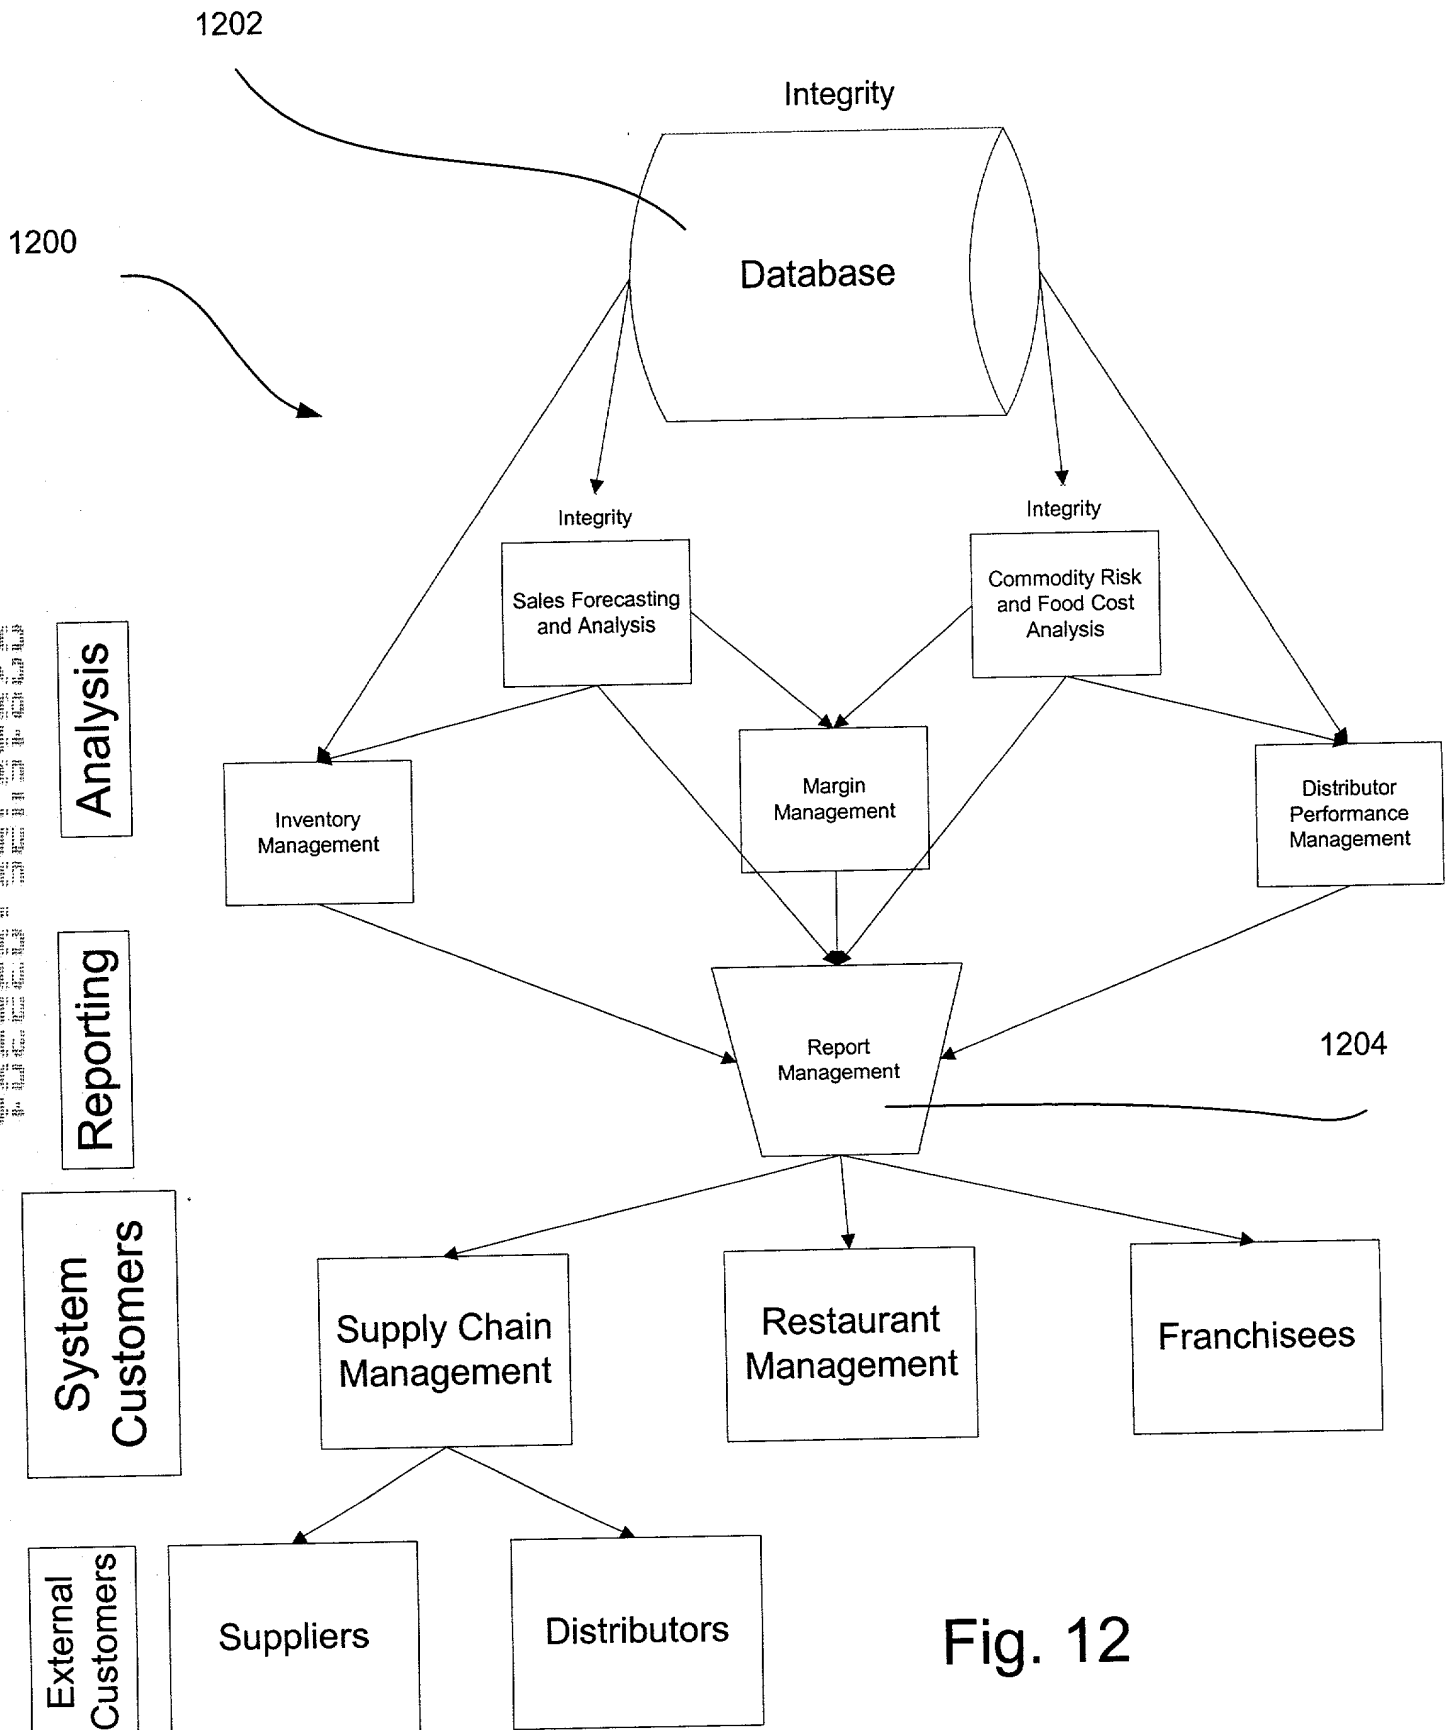 1202
Integrity
1200
Database
Integrity
Integrity
Sales Forecasting
and Analysis
Commodity Risk
and Food Cost
Analysis
Analysis
Inventory
Management
Margin
Management
Distributor
Performance
Management
Reporting
Report
Management
1204
System
Customers
Supply Chain
Management
Restaurant
Management
Franchisees
External
Customers
Suppliers
Distributors
Fig. 12